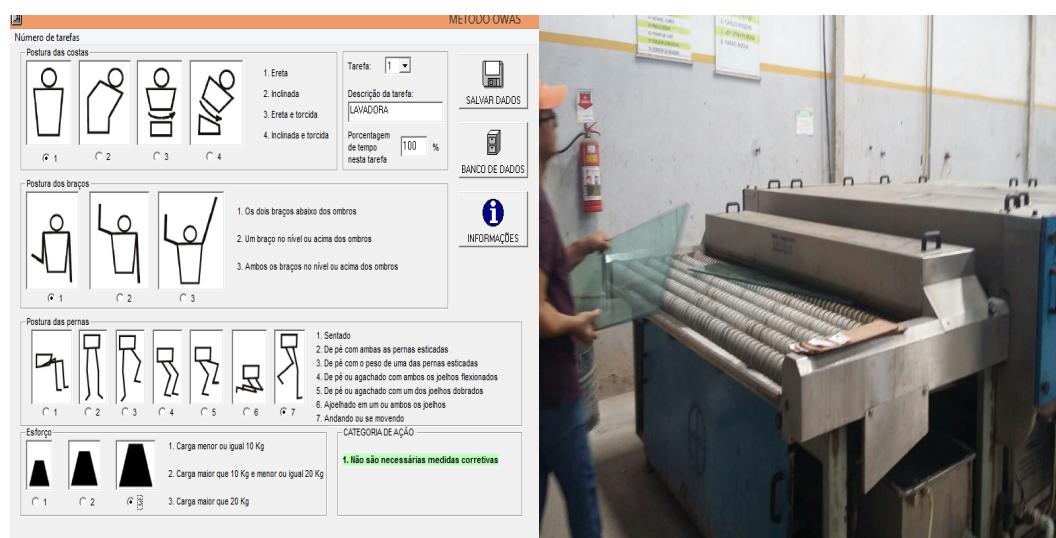 METODO OWAS
Número de tarefas
Postura das costas
1. Ereta
2. Inclinada
3. Ereta e torcida
4. Inclinada e torcida
1
2
3
4
Tarefa: 1
Descrição da tarefa:
LAVADORA
Porcentagem
de tempo
nesta tarefa
100 %
SALVAR DADOS
BANCO DE DADOS
INFORMAÇÕES
Postura dos braços
1. Os dois braços abaixo dos ombros
2. Um braço no nível ou acima dos ombros
3. Ambos os braços no nível ou acima dos ombros
1
2
3
Postura das pernas
1. Sentado
2. De pé com ambas as pernas esticadas
3. De pé com o peso de uma das pernas esticadas
4. De pé ou agachado com ambos os joelhos flexionados
5. De pé ou agachado com um dos joelhos dobrados
6. Ajoelhado em um ou ambos os joelhos
7. Andando ou se movendo
1
2
3
4
5
6
7
Esforço
1. Carga menor ou igual 10 Kg
2. Carga maior que 10 Kg e menor ou igual 20 Kg
3. Carga maior que 20 Kg
1
2
3
CATEGORIA DE AÇÃO
1. Não são necessárias medidas corretivas